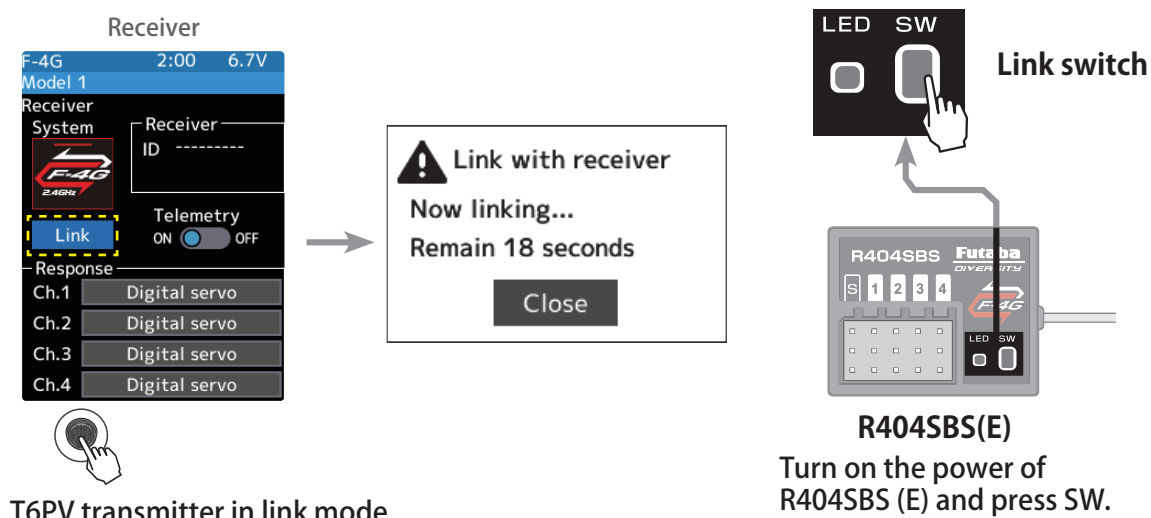 Receiver
F-4G 2:00 6.7V
Model 1
Receiver
System
Receiver
ID ---------
F-4G
2.4GHz
Link
Telemetry
ON OFF
Response
Ch.1 Digital servo
Ch.2 Digital servo
Ch.3 Digital servo
Ch.4 Digital servo
T6PV transmitter in link mode
Link with receiver
Now linking...
Remain 18 seconds
Close
LED SW
Link switch
R404SBS Futaba
DIVERSITY
S 1 2 3 4
F-4G
LED SW
R404SBS(E)
Turn on the power of
R404SBS (E) and press SW.